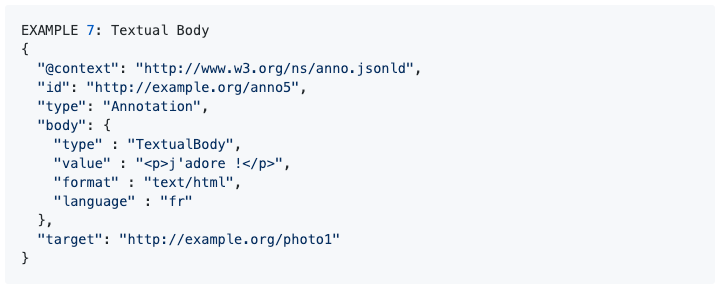 EXAMPLE 7: Textual Body
{
  "@context": "http://www.w3.org/ns/anno.jsonld",
  "id": "http://example.org/anno5",
  "type": "Annotation",
  "body": {
    "type" : "TextualBody",
    "value" : "<p>j'adore !</p>",
    "format" : "text/html",
    "language" : "fr"
  },
  "target": "http://example.org/photo1"
}